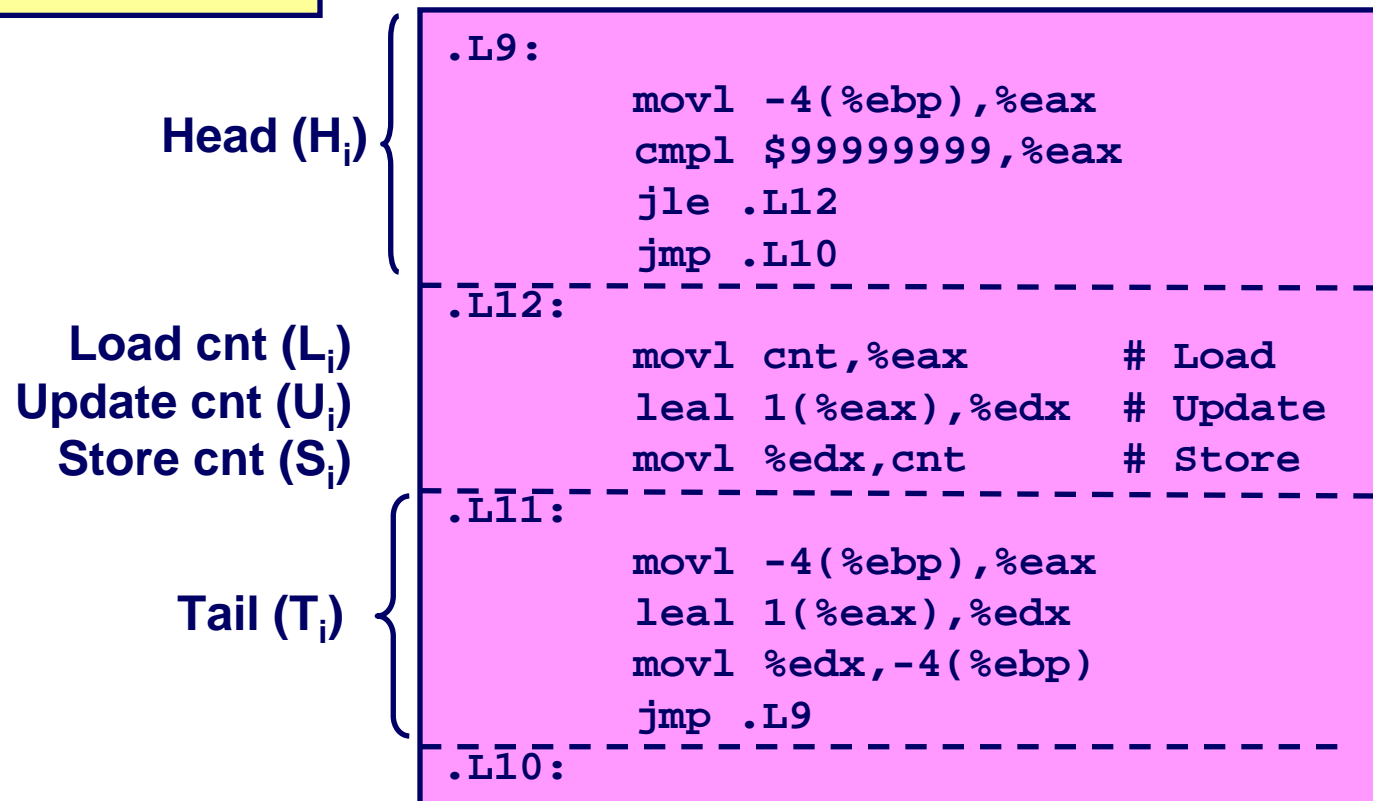 .L9:
movl -4(%ebp),%eax
Head (Hi)
cmpl $99999999,%eax
jle .L12
jmp .L10
.L12:
Load cnt (Li)
movl cnt,%eax # Load
Update cnt (Ui)
leal 1(%eax),%edx # Update
Store cnt (Si)
movl %edx,cnt # Store
.L11:
movl -4(%ebp),%eax
Tail (Ti)
leal 1(%eax),%edx
movl %edx,-4(%ebp)
jmp .L9
.L10: